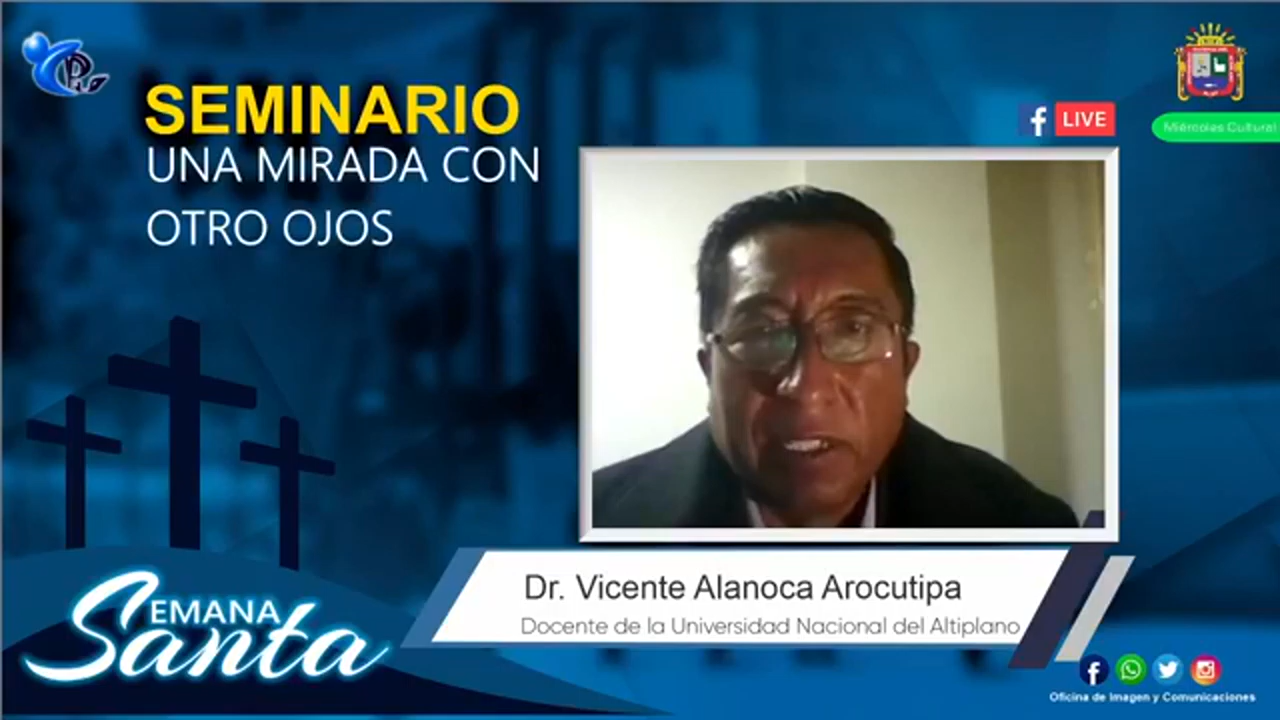 SEMINARIO
UNA MIRADA CON
OTRO OJOS
LIVE
Miércoles Cultural
Dr. Vicente Alanoca Arocutipa
Docente de la Universidad Nacional del Altiplano
SEMANA
Santa
Oficina de Imagen y Comunicaciones